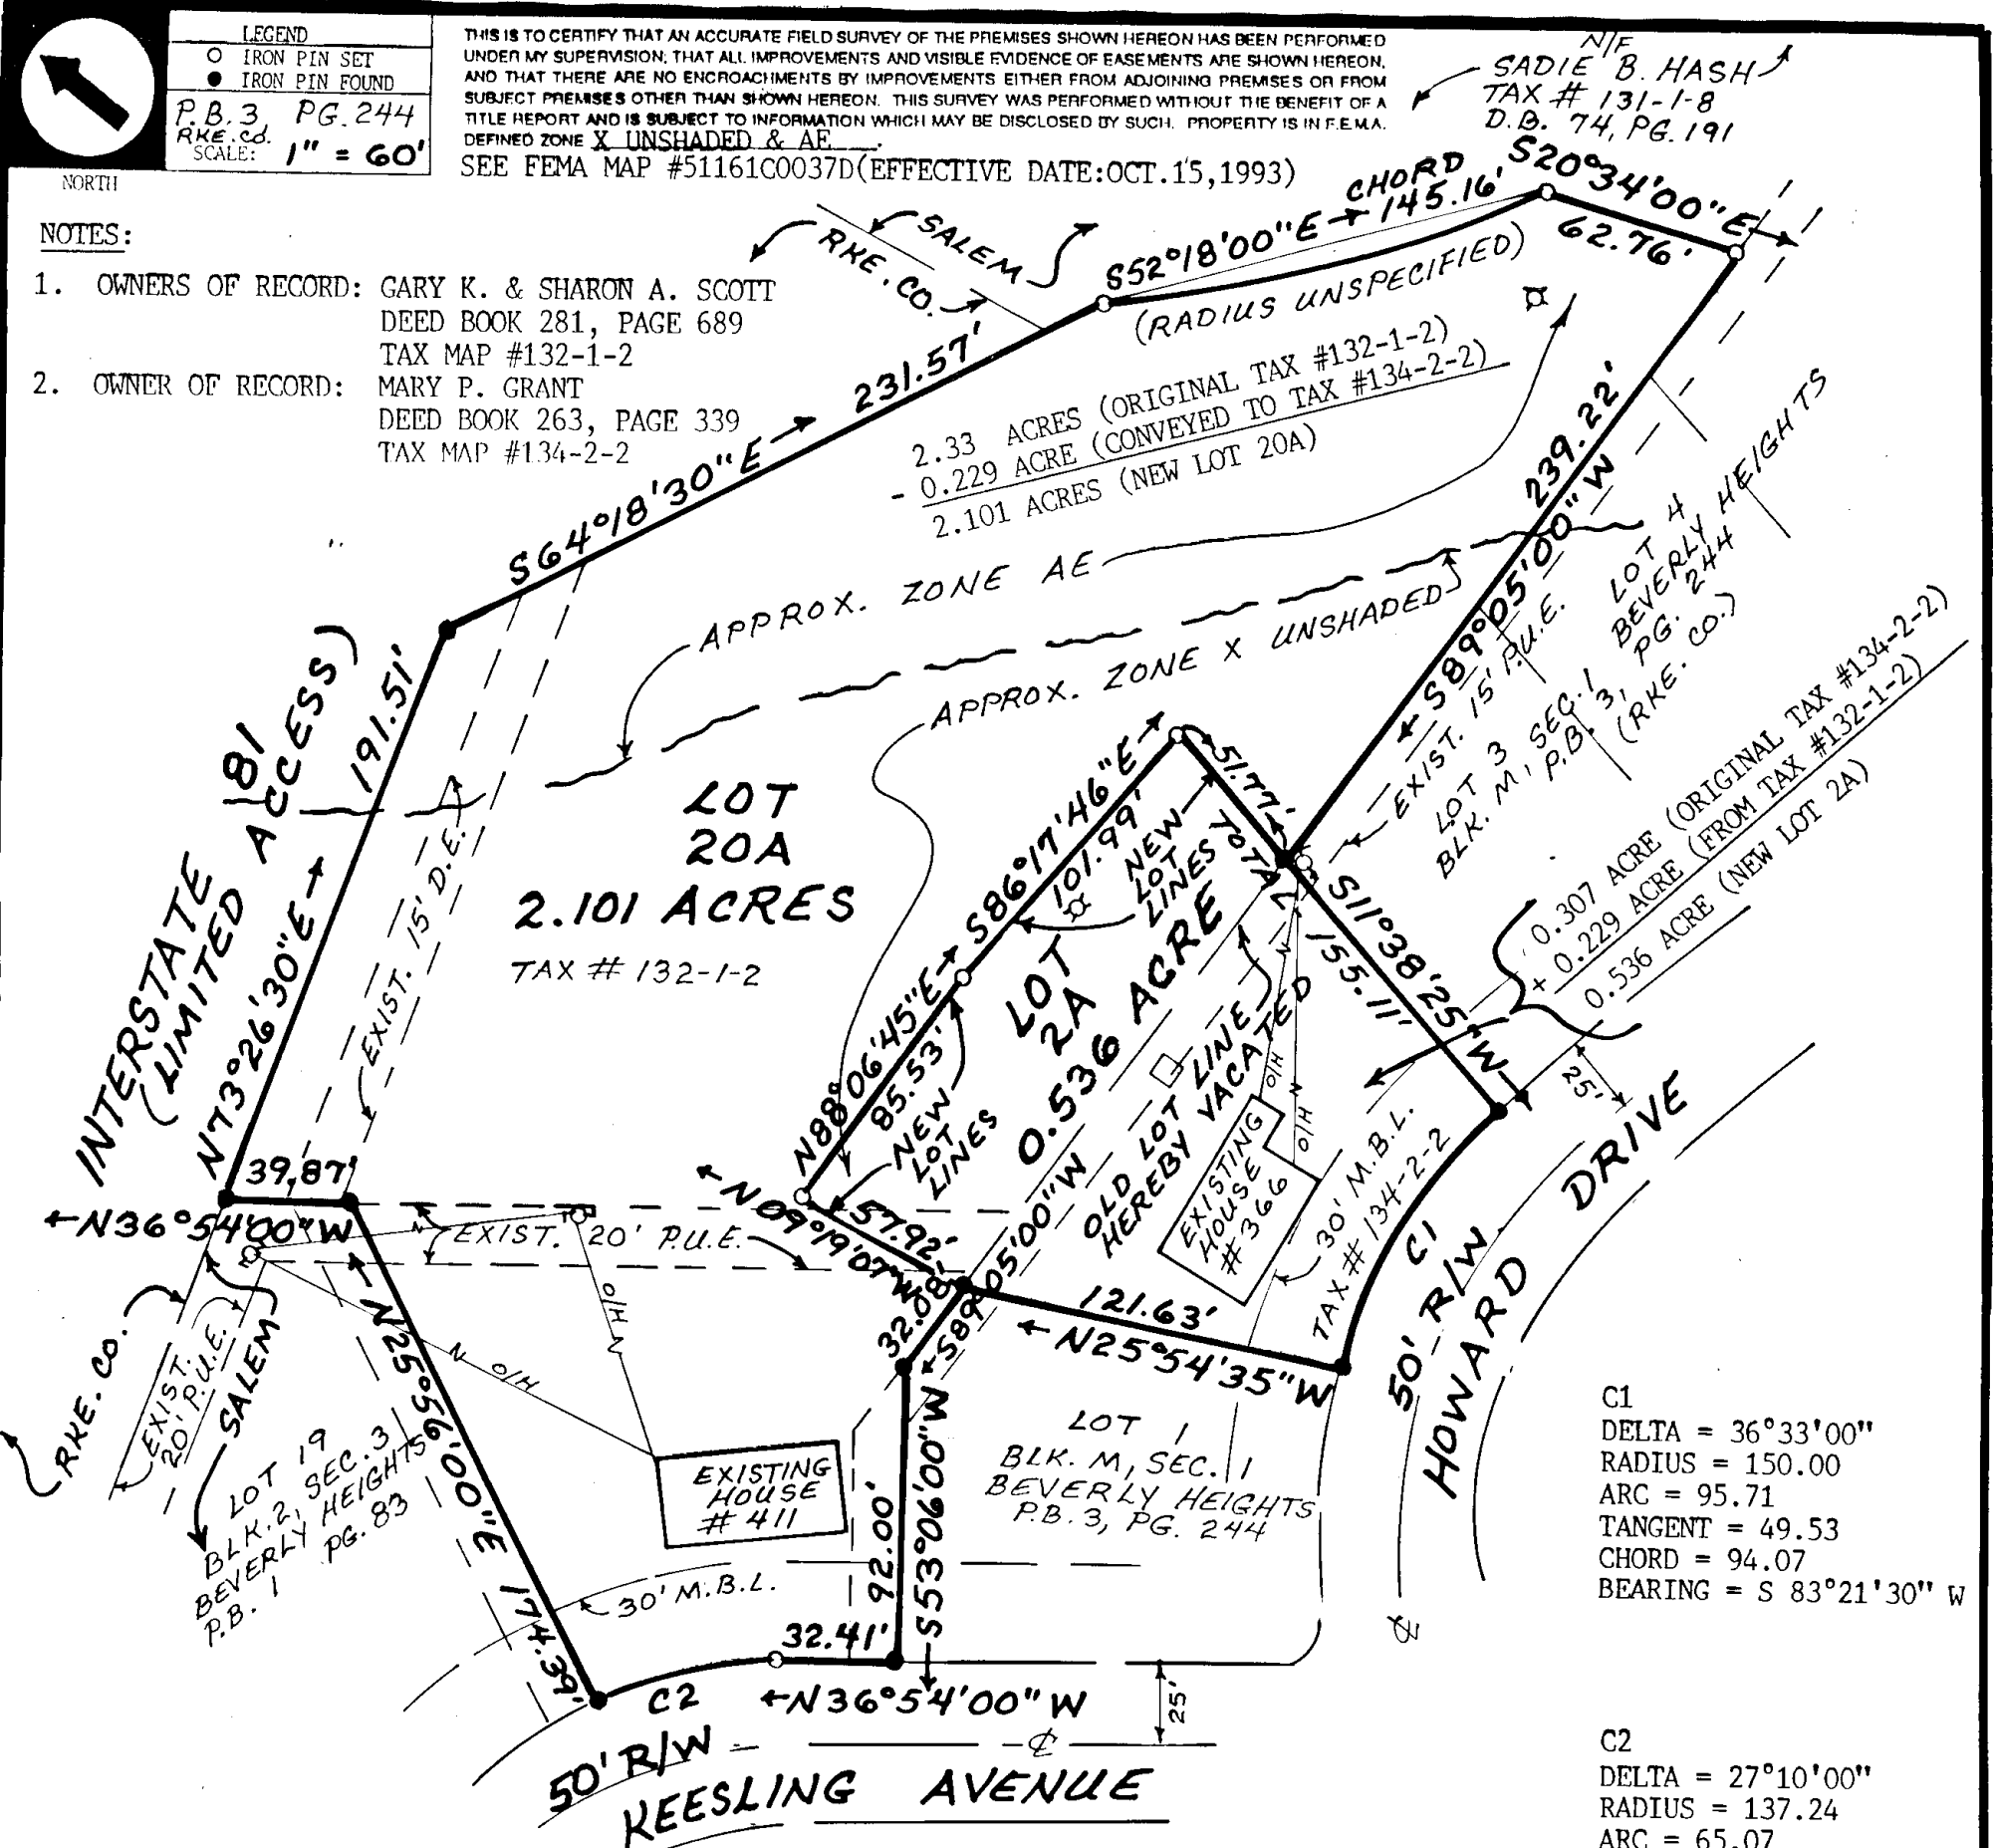 LEGEND
○ IRON PIN SET
● IRON PIN FOUND
P.B.3, PG.244
RKE.CO.
SCALE: 1" = 60'
NORTH
THIS IS TO CERTIFY THAT AN ACCURATE FIELD SURVEY OF THE PREMISES SHOWN HEREON HAS BEEN PERFORMED
UNDER MY SUPERVISION; THAT ALL IMPROVEMENTS AND VISIBLE EVIDENCE OF EASEMENTS ARE SHOWN HEREON,
AND THAT THERE ARE NO ENCROACHMENTS BY IMPROVEMENTS EITHER FROM ADJOINING PREMISES OR FROM
SUBJECT PREMISES OTHER THAN SHOWN HEREON. THIS SURVEY WAS PERFORMED WITHOUT THE BENEFIT OF A
TITLE REPORT AND IS SUBJECT TO INFORMATION WHICH MAY BE DISCLOSED BY SUCH. PROPERTY IS IN F.E.M.A.
DEFINED ZONE X UNSHADED & AE.
SEE FEMA MAP #51161C0037D(EFFECTIVE DATE:OCT.15,1993)
N/F
SADIE B. HASH
TAX # 131-1-8
D.B. 74, PG.191
NOTES:
1. OWNERS OF RECORD: GARY K. & SHARON A. SCOTT
DEED BOOK 281, PAGE 689
TAX MAP #132-1-2
2. OWNER OF RECORD: MARY P. GRANT
DEED BOOK 263, PAGE 339
TAX MAP #134-2-2
SALEM
RKE.CO.
S52°18'00"E
CHORD
145.16'
(RADIUS UNSPECIFIED)
S20°34'00"E
62.76'
S64°18'30"E
231.57'
2.33 ACRES (ORIGINAL TAX #132-1-2)
- 0.229 ACRE (CONVEYED TO TAX #134-2-2)
2.101 ACRES (NEW LOT 20A)
239.22'
S89°05'00"W
EXIST. 15' P.U.E.
LOT 4
BEVERLY HEIGHTS
LOT 3 SEC.1
PG. 244
BLK. M, P.B. 3,
(RKE. CO.)
APPROX. ZONE AE
APPROX. ZONE X UNSHADED
INTERSTATE 81
(LIMITED ACCESS)
N73°26'30"E
191.51'
EXIST. 15' D.E.
LOT
20A
2.101 ACRES
TAX # 132-1-2
S86°17'46"E
101.99'
51.77'
NEW
LOT
LINES
TOTAL 155.11'
S11°38'25"W
0.307 ACRE (ORIGINAL TAX #134-2-2)
+ 0.229 ACRE (FROM TAX #132-1-2)
0.536 ACRE (NEW LOT 2A)
LOT
2A
0.536 ACRE
N88°06'45"E
85.53'
NEW
LOT
LINES
OLD LOT LINE
HEREBY VACATED
EXISTING
HOUSE
#366
30' M.B.L.
TAX # 134-2-2
C1
25'
50' R/W
HOWARD DRIVE
39.87'
N36°54'00"W
EXIST. 20' P.U.E.
N09°19'07"W
57.92'
32.08'
S89°05'00"W
121.63'
N25°54'35"W
O/H
O/H
O/H
O/H
O/H
N
N
N
N
N
N
RKE.CO.
EXIST.
20' P.U.E.
SALEM
LOT 19
BLK.2, SEC.3
BEVERLY HEIGHTS
P.B. 1 PG. 83
N25°56'00"E 174.39'
EXISTING
HOUSE
# 411
30' M.B.L.
92.00'
S53°06'00"W
LOT 1
BLK. M, SEC. 1
BEVERLY HEIGHTS
P.B.3, PG. 244
32.41'
C2
N36°54'00"W
25'
50' R/W
℄
℄
KEESLING AVENUE
C1
DELTA = 36°33'00"
RADIUS = 150.00
ARC = 95.71
TANGENT = 49.53
CHORD = 94.07
BEARING = S 83°21'30" W
C2
DELTA = 27°10'00"
RADIUS = 137.24
ARC = 65.07